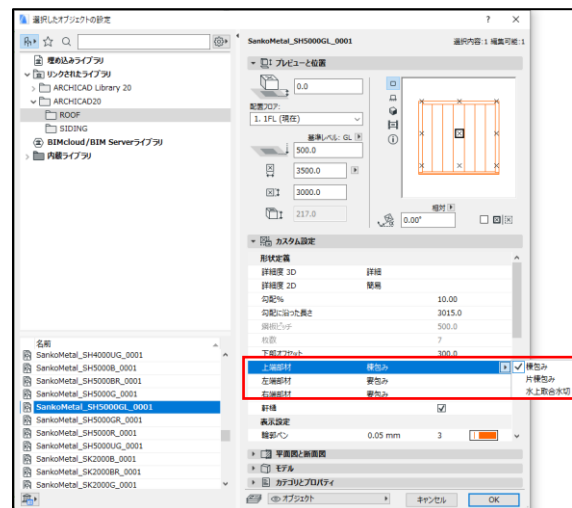 選択したオブジェクトの設定
? ×
埋め込みライブラリ
リンクされたライブラリ
ARCHICAD Library 20
ARCHICAD20
ROOF
SIDING
BIMcloud/BIM Serverライブラリ
内蔵ライブラリ
名前
SankoMetal_SH4000UG_0001
SankoMetal_SH5000B_0001
SankoMetal_SH5000BR_0001
SankoMetal_SH5000G_0001
SankoMetal_SH5000GL_0001
SankoMetal_SH5000GR_0001
SankoMetal_SH5000R_0001
SankoMetal_SH5000UG_0001
SankoMetal_SK2000B_0001
SankoMetal_SK2000BR_0001
SankoMetal_SK2000G_0001
SankoMetal_SH5000GL_0001 選択内容:1 編集可能:1
プレビューと位置
0.0
配置フロア:
1. 1FL (現在)
基準レベル: GL
500.0
3500.0
3000.0
217.0
相対
0.00°
カスタム設定
形状定義
詳細度 3D 詳細
詳細度 2D 簡易
勾配% 10.00
勾配に沿った長さ 3015.0
500.0
枚数 7
下部オフセット 300.0
上端部材 棟包み
左端部材 妻包み
右端部材 妻包み
棟包み
片棟包み
水上取合水切
軒樋
表示設定
輪郭ペン 0.05 mm 3
平面図と断面図
モデル
カテゴリとプロパティ
オブジェクト キャンセル OK